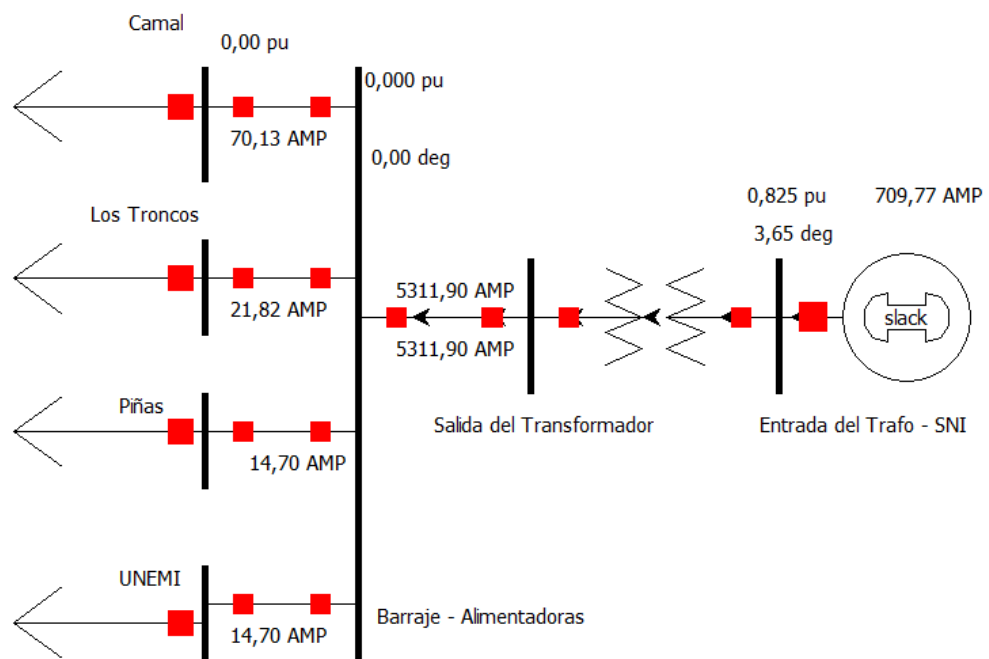 Camal
0,00 pu
0,000 pu
70,13 AMP
0,00 deg
Los Troncos
0,825 pu
709,77 AMP
3,65 deg
21,82 AMP
5311,90 AMP
5311,90 AMP
slack
Piñas
Salida del Transformador
Entrada del Trafo - SNI
14,70 AMP
UNEMI
Barraje - Alimentadoras
14,70 AMP